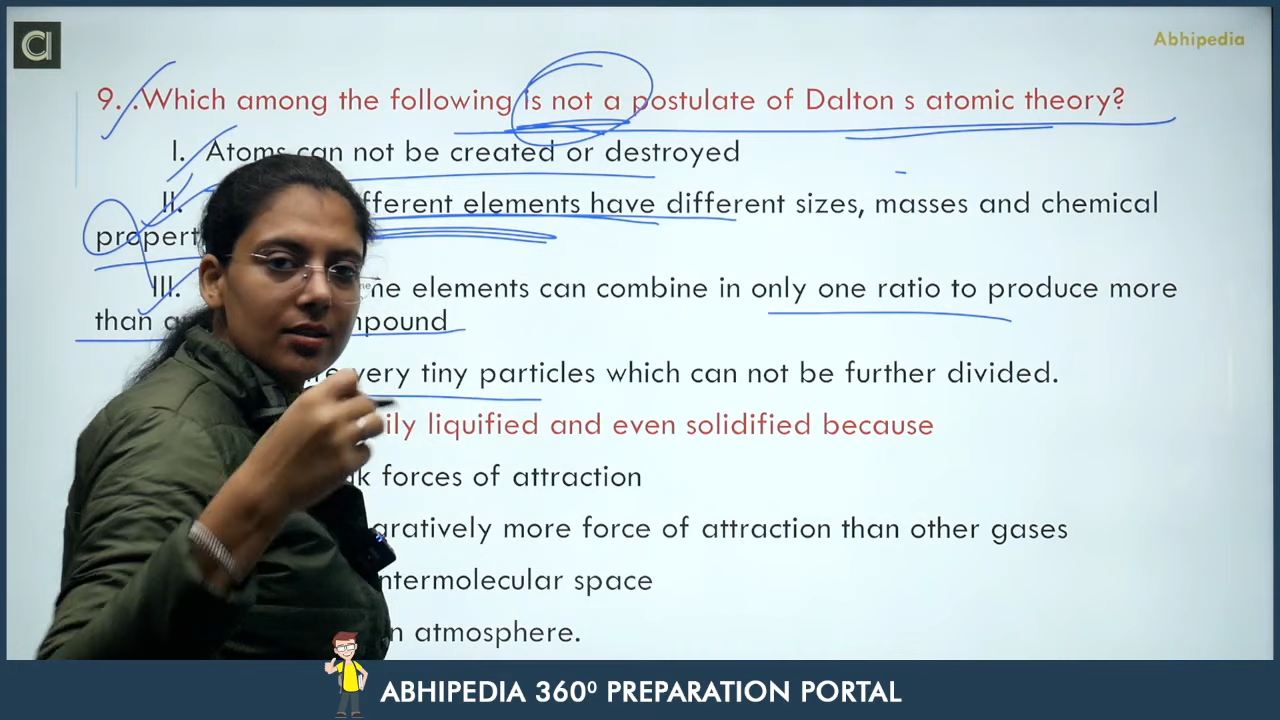 Abhipedia
9. .Which among the following is not a postulate of Dalton s atomic theory?
I. Atoms can not be created or destroyed
II. fferent elements have different sizes, masses and chemical
propert
III. me elements can combine in only one ratio to produce more
than pound
re very tiny particles which can not be further divided.
ily liquified and even solidified because
k forces of attraction
aratively more force of attraction than other gases
ntermolecular space
n atmosphere.
ABHIPEDIA 360⁰ PREPARATION PORTAL